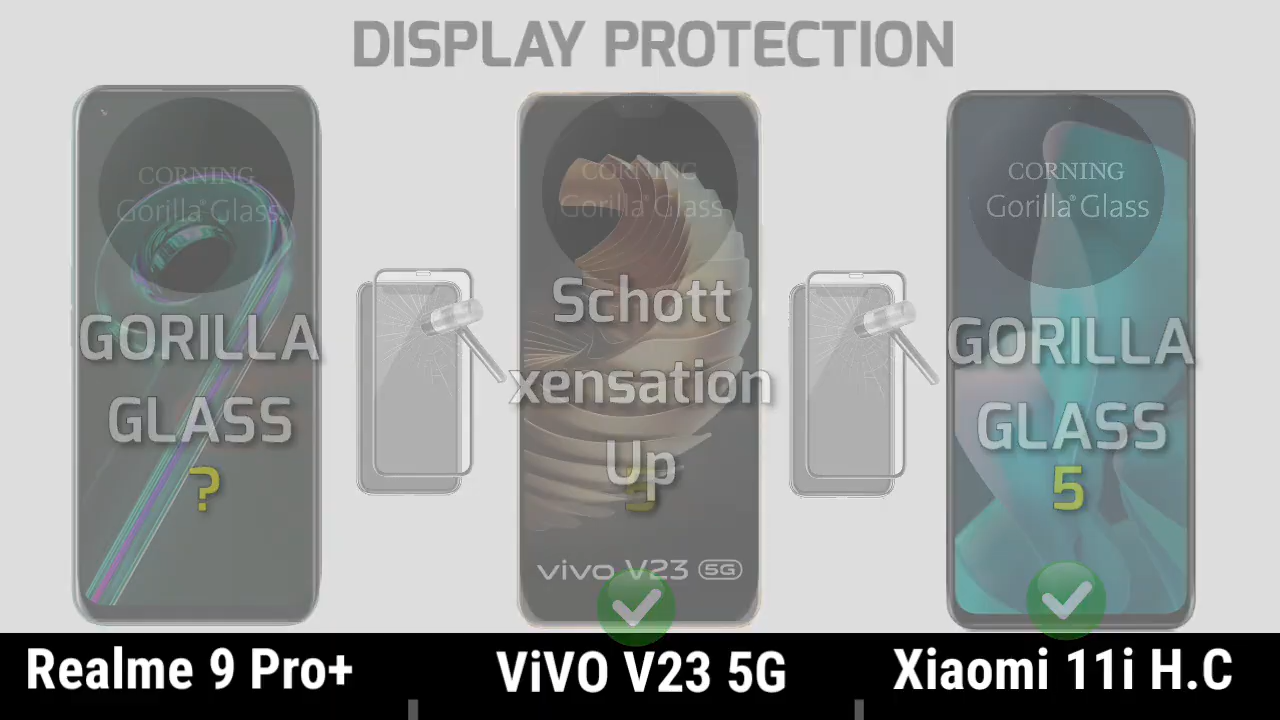 DISPLAY PROTECTION
CORNING
Gorilla® Glass
GORILLA
GLASS
?
CORNING
Gorilla® Glass
Schott
xensation
Up
5
vivo V23 5G
CORNING
Gorilla® Glass
GORILLA
GLASS
5
Realme 9 Pro+
ViVO V23 5G
Xiaomi 11i H.C